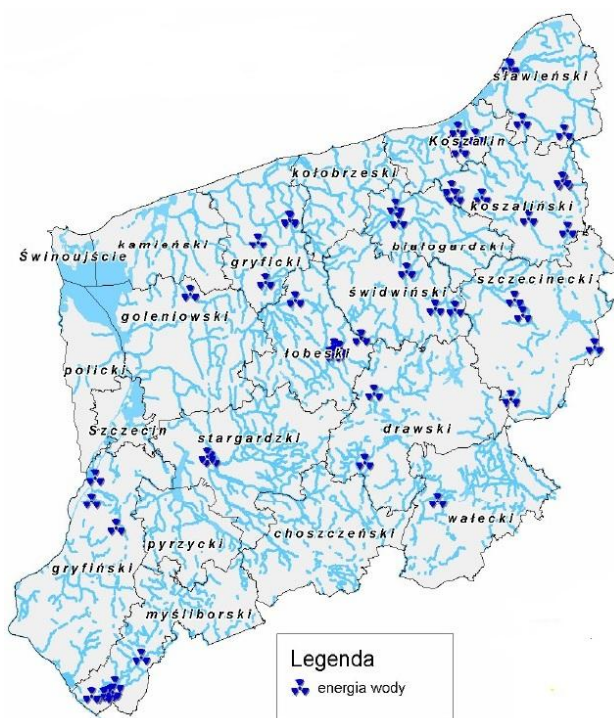 sławieński
Koszalin
kołobrzeski
koszaliński
kamieński
gryficki
białogardzki
Świnoujście
świdwiński
szczecinecki
goleniowski
łobeski
policki
Szczecin
stargardzki
drawski
wałecki
choszczeński
pyrzycki
gryfiński
myśliborski
Legenda
energia wody